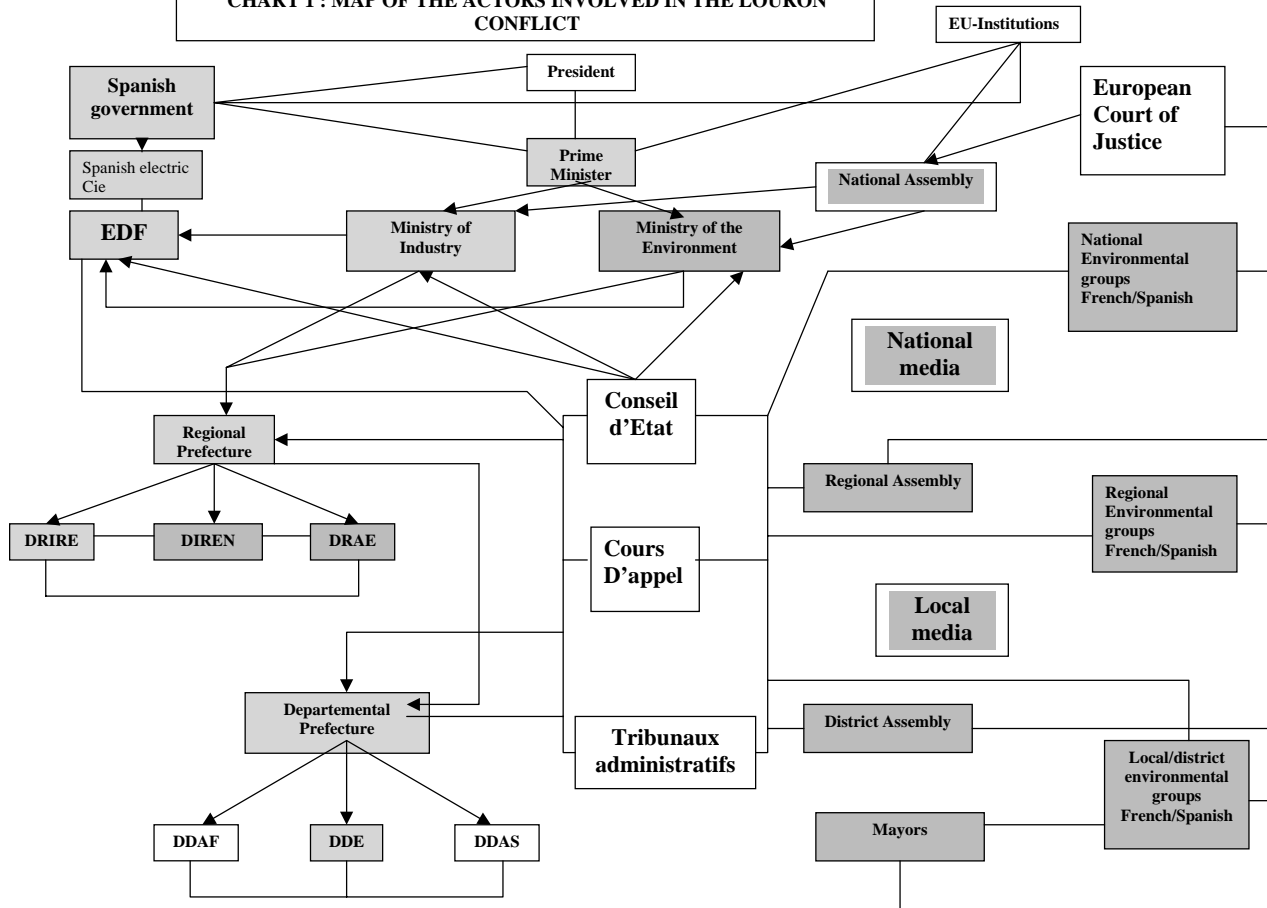 CHART 1 : MAP OF THE ACTORS INVOLVED IN THE LOURON
CONFLICT
EU-Institutions
President
Spanish
government
European
Court of
Justice
Spanish electric
Cie
Prime
Minister
National Assembly
EDF
Ministry of
Industry
Ministry of the
Environment
National
Environmental
groups
French/Spanish
National
media
Conseil
d'Etat
Regional
Prefecture
Regional Assembly
Regional
Environmental
groups
French/Spanish
DRIRE
DIREN
DRAE
Cours
D'appel
Local
media
Departemental
Prefecture
District Assembly
Tribunaux
administratifs
Local/district
environmental
groups
French/Spanish
Mayors
DDAF
DDE
DDAS